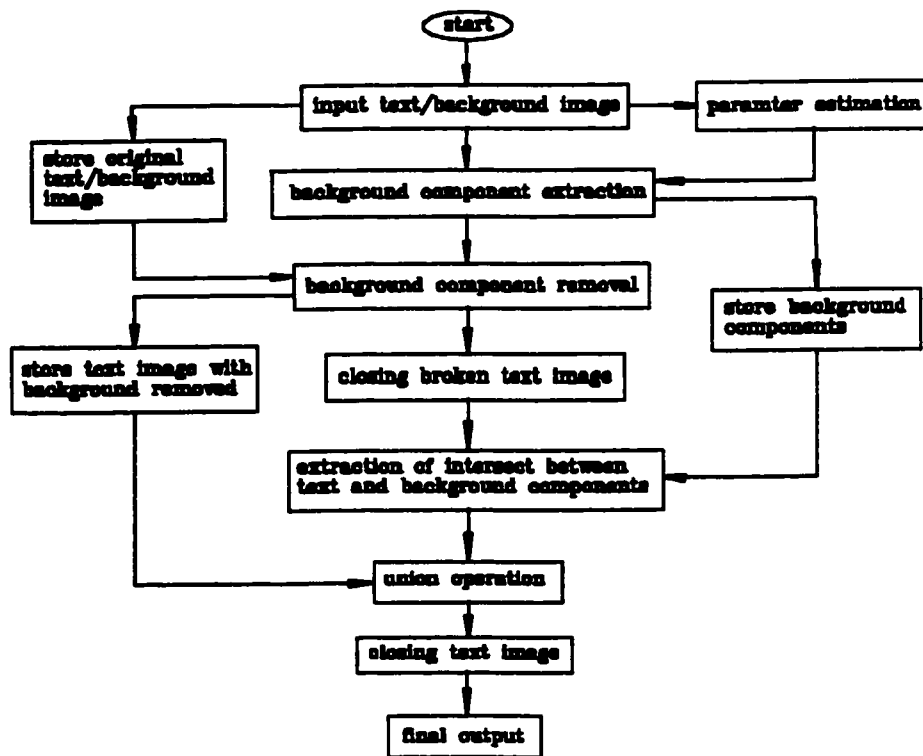 start
input text/background image
paramter estimation
store original
text/background
image
background component extraction
background component removal
store background
components
store text image with
background removed
closing broken text image
extraction of intersect between
text and background components
union operation
closing text image
final output